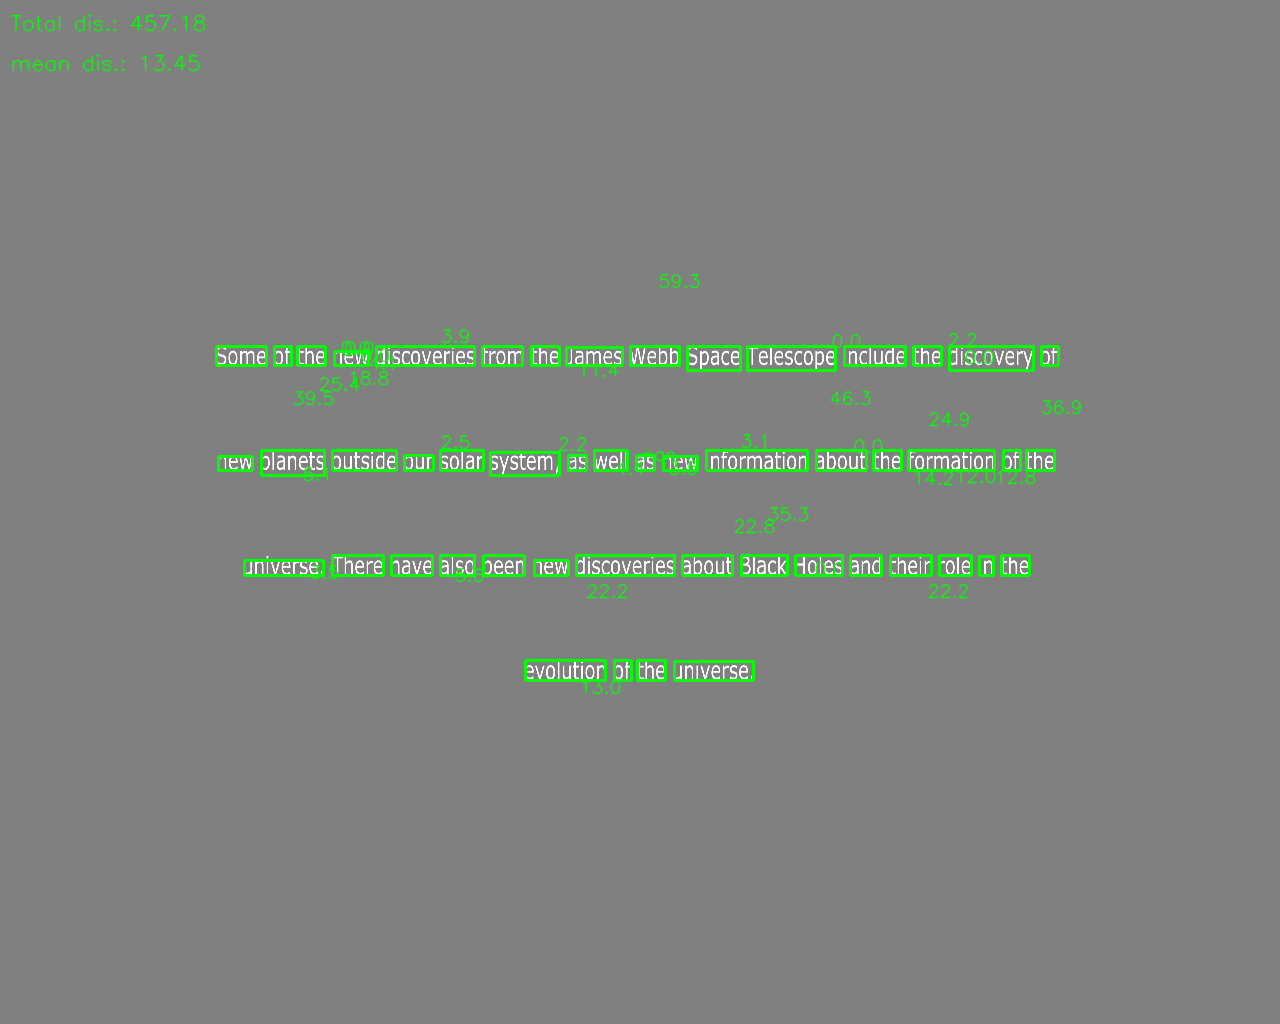 Total dis.: 457.18
mean dis.: 13.45
59.3
3.9 0.0 2.2
Some of the new discoveries from the James Webb Space Telescope include the discovery of
18.8 11.4
25.4
39.5 46.3 24.9 36.9
2.5 2.2 3.1 0.0
new planets outside our solar system, as well as new information about the formation of the
14.2 12.0 12.8
22.8 35.3
universe. There have also been new discoveries about Black Holes and their role in the
22.2 22.2
evolution of the universe.
13.0